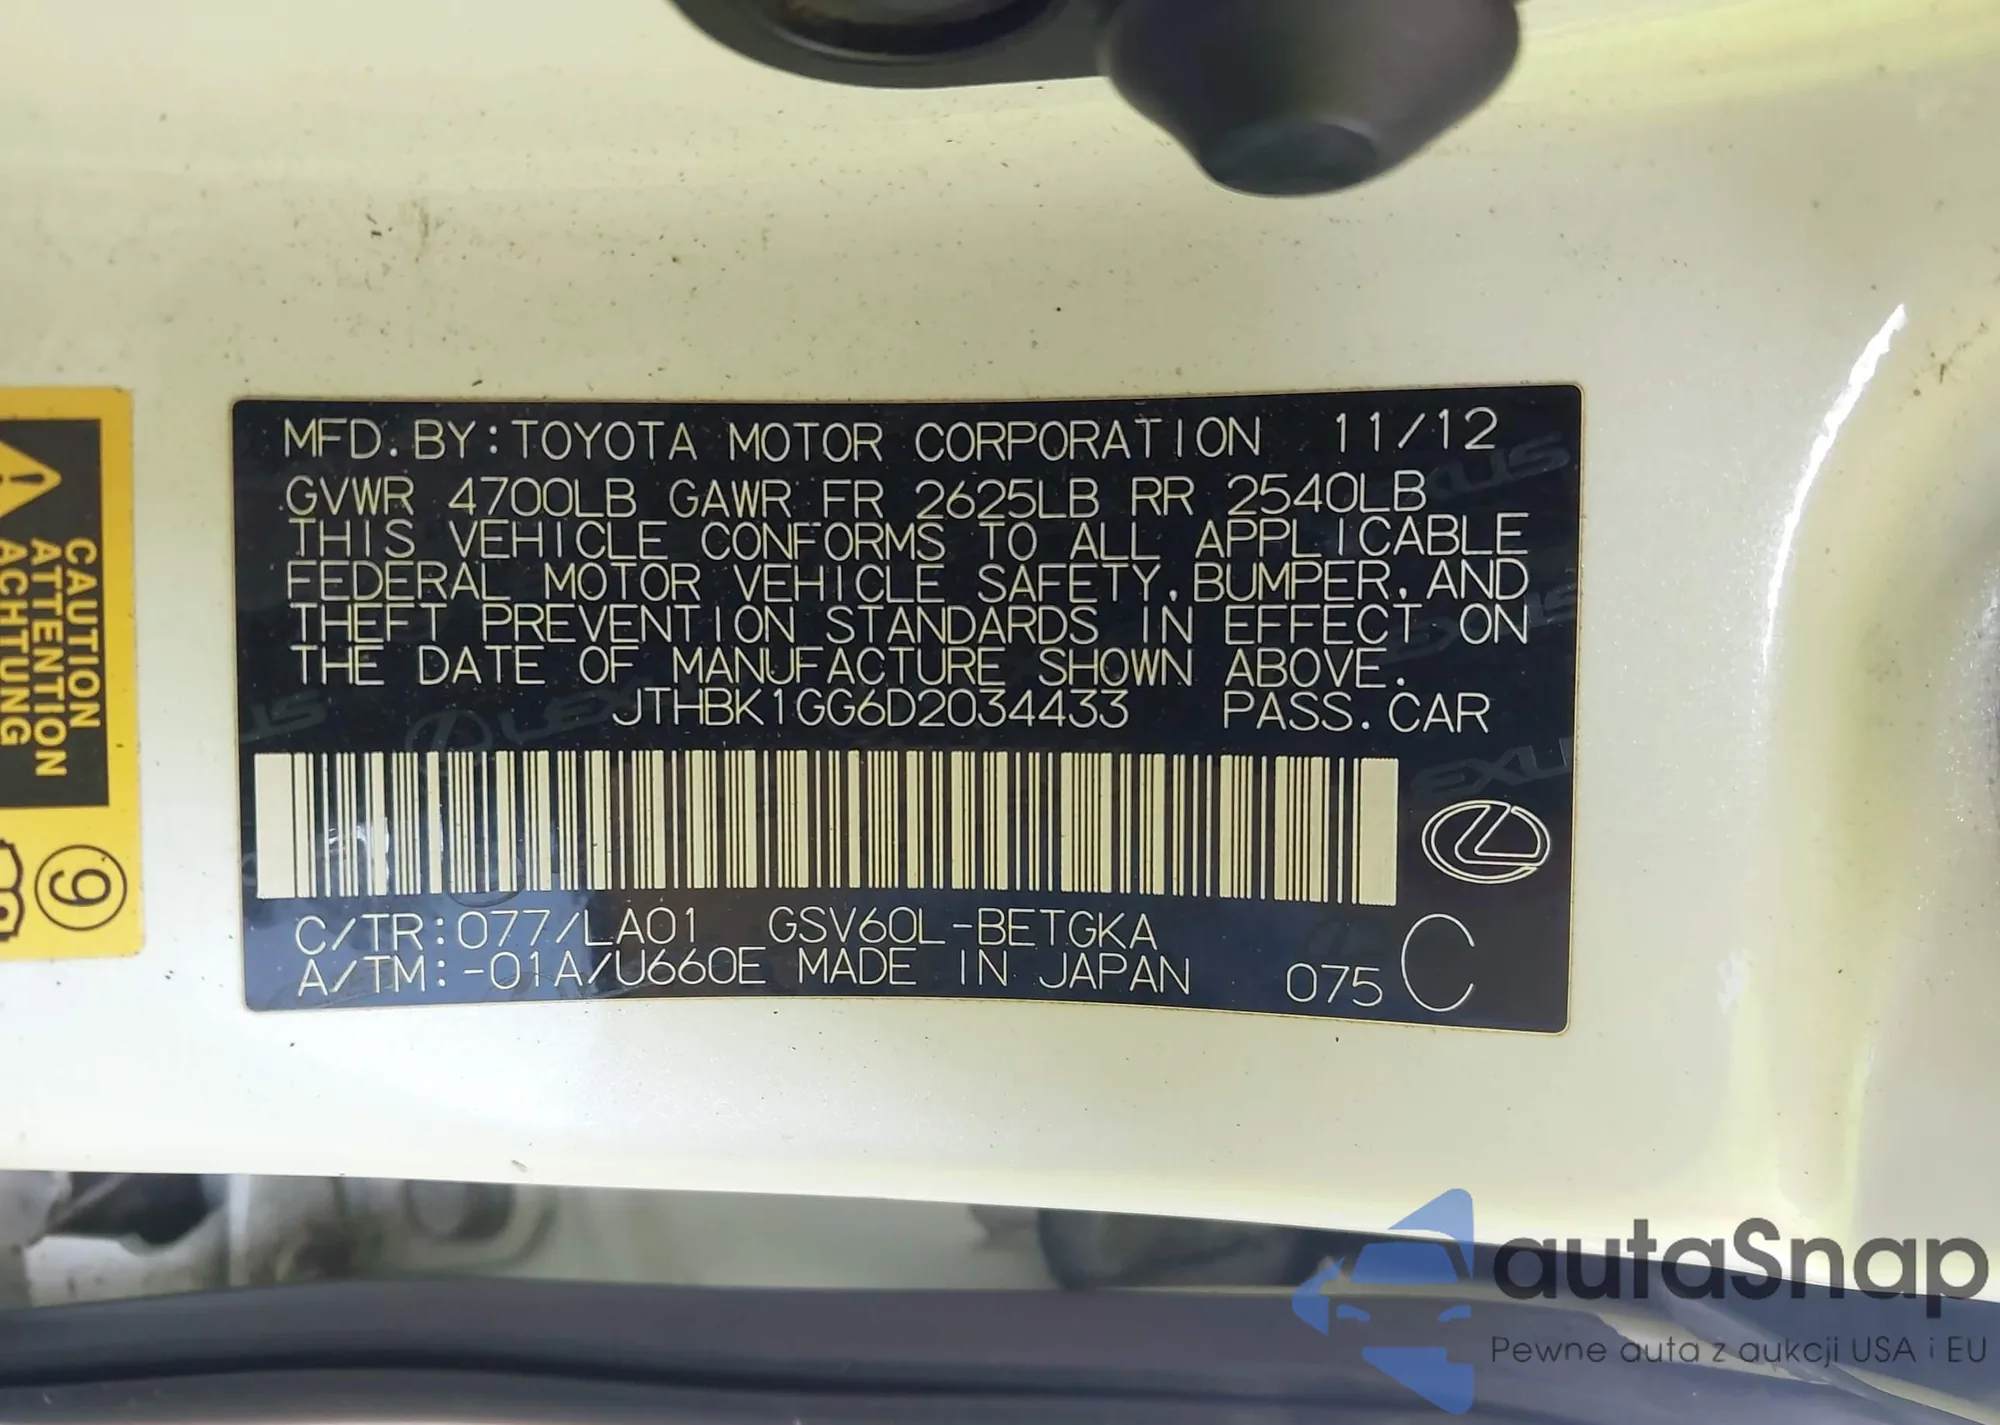 MFD. BY: TOYOTA MOTOR CORPORATION 11/12
GVWR 4700LB GAWR FR 2625LB RR 2540LB
THIS VEHICLE CONFORMS TO ALL APPLICABLE
FEDERAL MOTOR VEHICLE SAFETY, BUMPER, AND
THEFT PREVENTION STANDARDS IN EFFECT ON
THE DATE OF MANUFACTURE SHOWN ABOVE.
JTHBK1GG6D2034433 PASS. CAR
C/TR: 077/LA01 GSV60L-BETGKA
A/TM: -01A/U660E MADE IN JAPAN 075 C
CAUTION
ATTENTION
ACHTUNG
9
autaSnap
Pewne auta z aukcji USA i EU